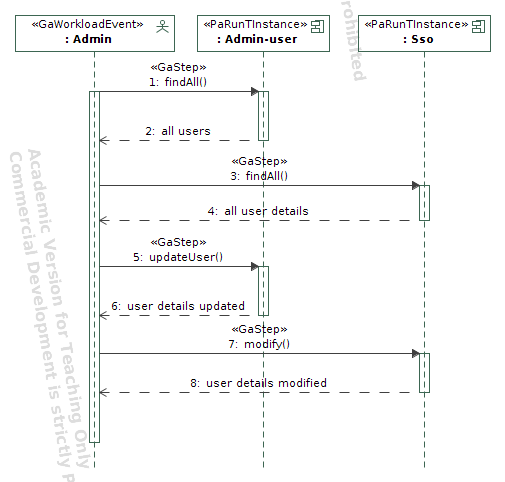 «GaWorkloadEvent»
: Admin
«PaRunTInstance»
: Admin-user
«PaRunTInstance»
: Sso
«GaStep»
1: findAll()
2: all users
«GaStep»
3: findAll()
4: all user details
«GaStep»
5: updateUser()
6: user details updated
«GaStep»
7: modify()
8: user details modified
Academic Version for Teaching Only
Commercial Development is strictly p
rohibited